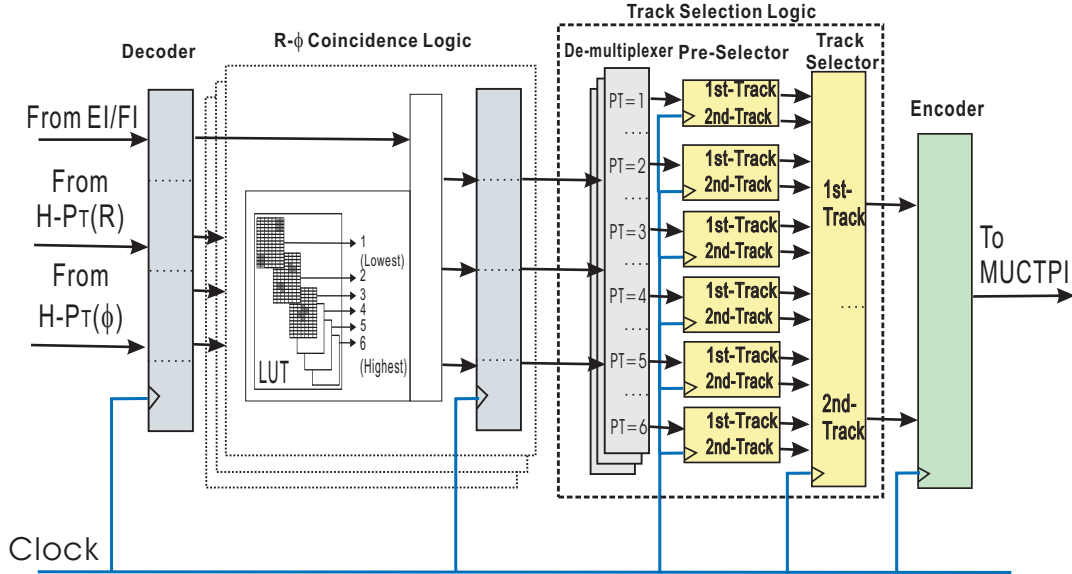 Track Selection Logic
Decoder
R-ϕ Coincidence Logic
De-multiplexer
Pre-Selector
Track
Selector
Encoder
From EI/FI
From
H-PT(R)
From
H-PT(ϕ)
1
(Lowest)
2
3
4
5
6
(Highest)
LUT
PT=1
....
PT=2
....
PT=3
....
PT=4
....
PT=5
....
PT=6
1st-Track
2nd-Track
1st-Track
2nd-Track
1st-Track
2nd-Track
1st-Track
2nd-Track
1st-Track
2nd-Track
1st-Track
2nd-Track
1st-
Track
....
2nd-
Track
To
MUCTPI
Clock